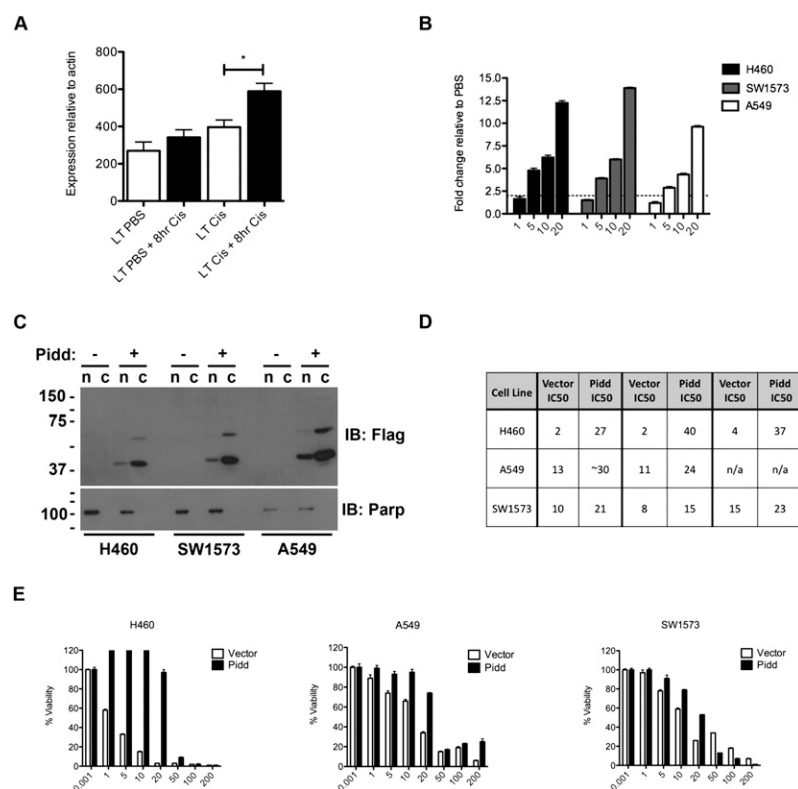 A
Expression relative to actin
800
600
400
200
0
LT PBS
LT PBS + 8hr Cis
LT Cis
LT Cis + 8hr Cis
*
B
Fold change relative to PBS
15.0
12.5
10.0
7.5
5.0
2.5
0.0
1 5 10 20 1 5 10 20 1 5 10 20
H460
SW1573
A549
C
Pidd: - + - + - +
n c n c n c n c n c n c
150 -
75 -
37 -
IB: Flag
100 -
IB: Parp
H460 SW1573 A549
D
Cell Line Vector IC50 Pidd IC50 Vector IC50 Pidd IC50 Vector IC50 Pidd IC50
H460 2 27 2 40 4 37
A549 13 ~30 11 24 n/a n/a
SW1573 10 21 8 15 15 23
E
H460
% Viability
120
100
80
60
40
20
0
0.001 1 5 10 20 50 100 200
Vector
Pidd
A549
% Viability
120
100
80
60
40
20
0
0.001 1 5 10 20 50 100 200
Vector
Pidd
SW1573
% Viability
120
100
80
60
40
20
0
0.001 1 5 10 20 50 100 200
Vector
Pidd